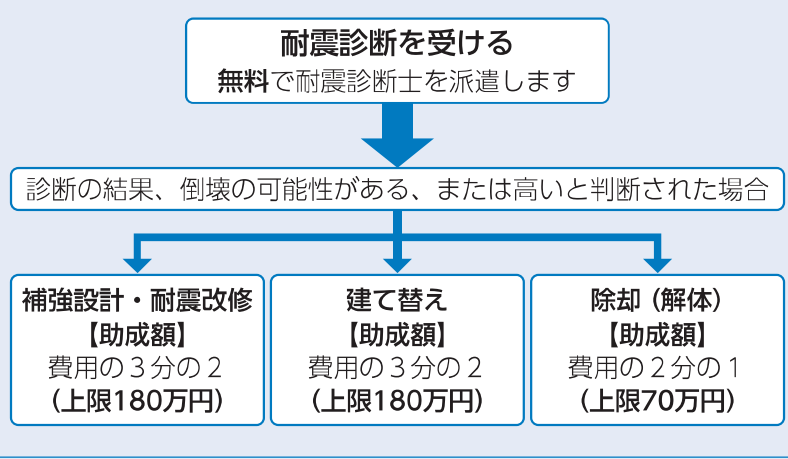 耐震診断を受ける
無料で耐震診断士を派遣します
診断の結果、倒壊の可能性がある、または高いと判断された場合
補強設計・耐震改修
【助成額】
費用の３分の２
（上限180万円）
建て替え
【助成額】
費用の３分の２
（上限180万円）
除却（解体）
【助成額】
費用の２分の１
（上限70万円）